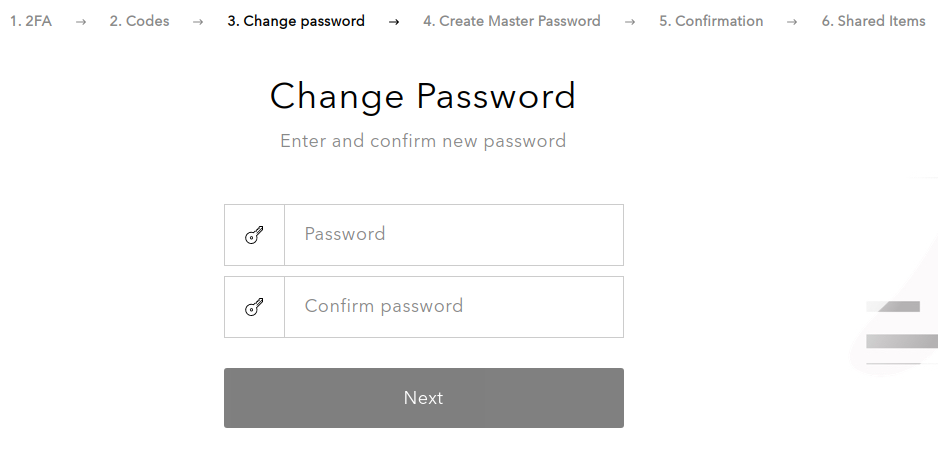 1. 2FA → 2. Codes → 3. Change password → 4. Create Master Password → 5. Confirmation → 6. Shared Items
Change Password
Enter and confirm new password
Password
Confirm password
Next